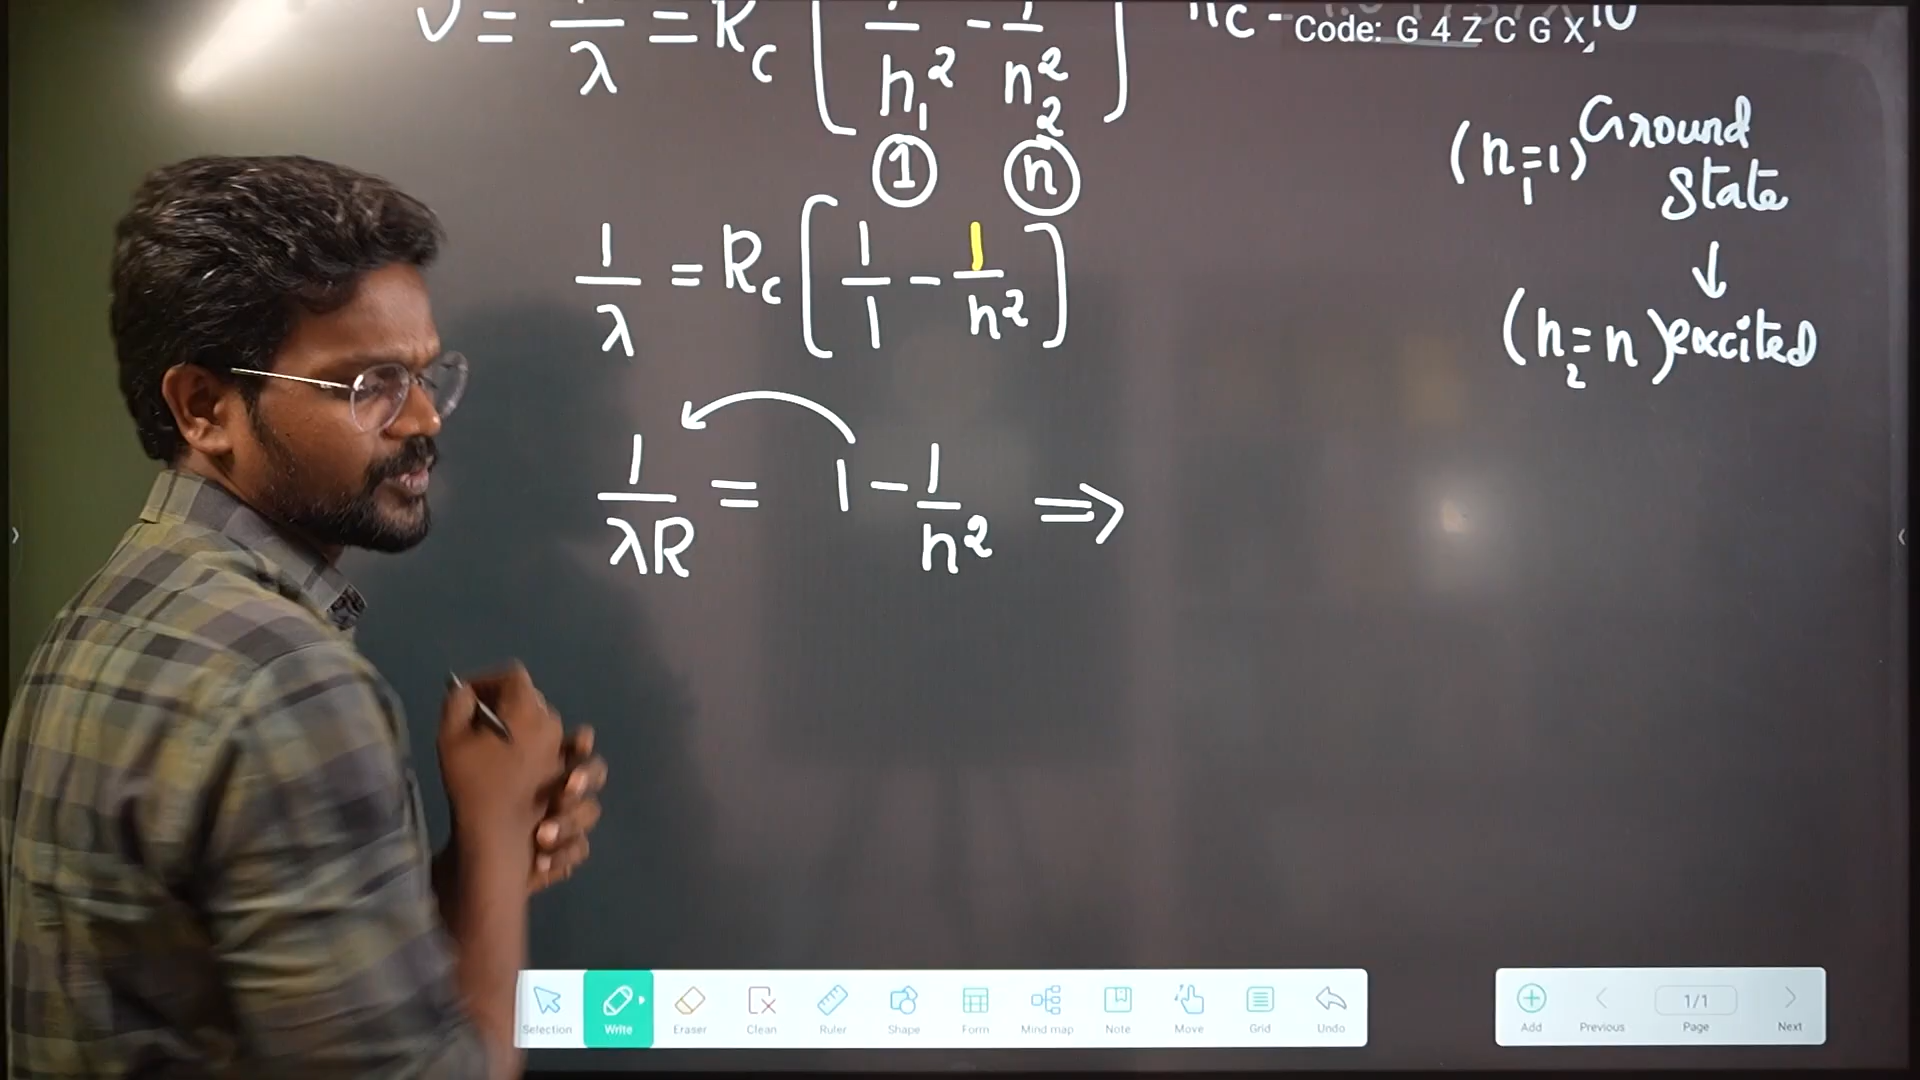 ν = 1/λ = R_c [ 1/n₁² - 1/n₂² ]
Code: G 4 Z C G X
① ⓝ
(n₁=1) Ground State
↓
(n₂=n) excited
1/λ = R_c [ 1/1 - 1/n² ]
1/λR = 1 - 1/n² ⇒
Selection Write Eraser Clean Ruler Shape Form Mind map Note Move Grid Undo
Add Previous 1/1 Page Next